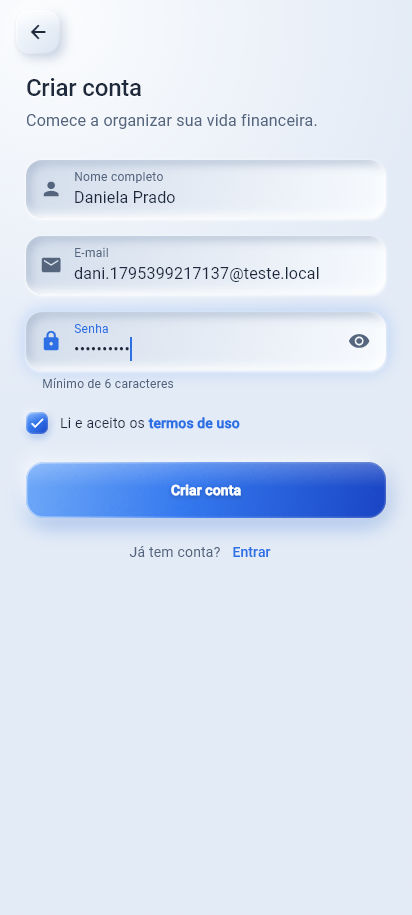 Criar conta
Comece a organizar sua vida financeira.
Nome completo
Daniela Prado
E-mail
dani.1795399217137@teste.local
Senha
••••••••••
Mínimo de 6 caracteres
Li e aceito os termos de uso
Criar conta
Já tem conta? Entrar